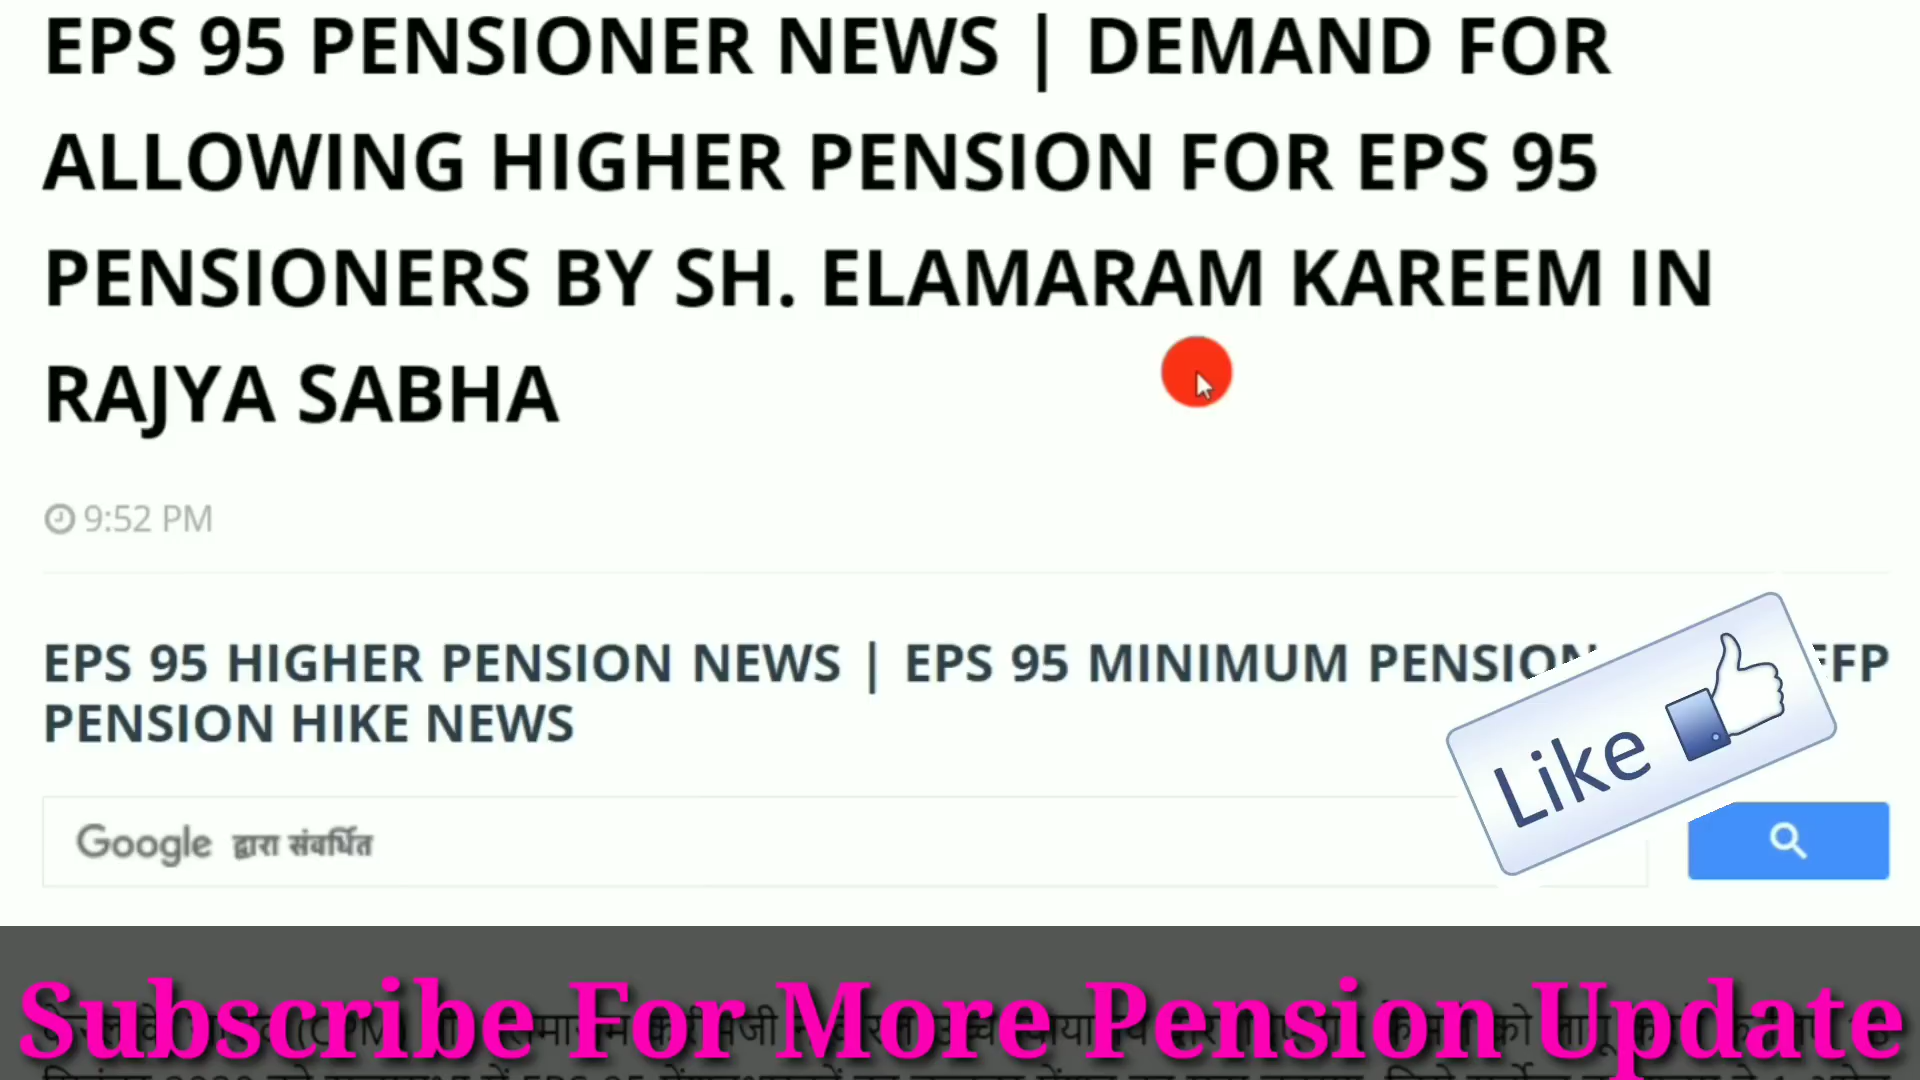 EPS 95 PENSIONER NEWS | DEMAND FOR
ALLOWING HIGHER PENSION FOR EPS 95
PENSIONERS BY SH. ELAMARAM KAREEM IN
RAJYA SABHA
9:52 PM
EPS 95 HIGHER PENSION NEWS | EPS 95 MINIMUM PENSION
PENSION HIKE NEWS
Like
Google द्वारा संवर्धित
Subscribe For More Pension Update